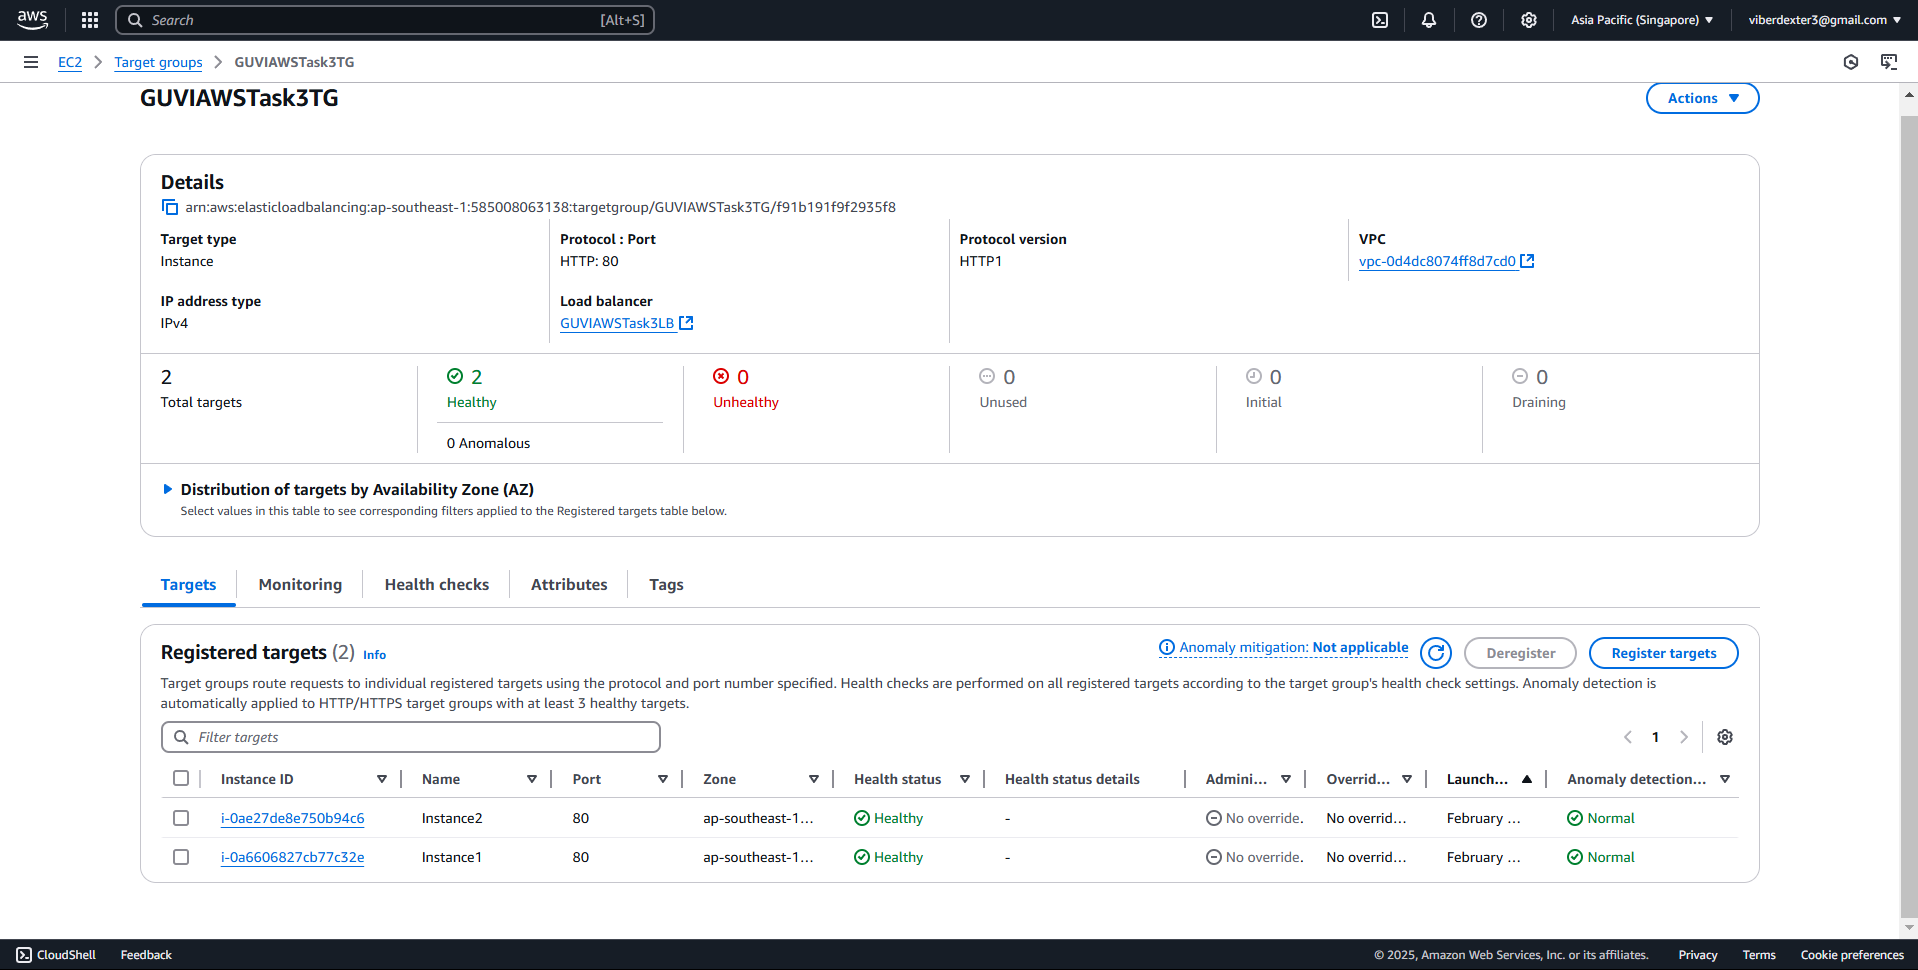 aws Search [Alt+S] Asia Pacific (Singapore) viberdexter3@gmail.com
EC2 Target groups GUVIAWSTask3TG
GUVIAWSTask3TG Actions
Details
arn:aws:elasticloadbalancing:ap-southeast-1:585008063138:targetgroup/GUVIAWSTask3TG/f91b191f9f2935f8
Target type Protocol : Port Protocol version VPC
Instance HTTP: 80 HTTP1 vpc-0d4dc8074ff8d7cd0
IP address type Load balancer
IPv4 GUVIAWSTask3LB
2 2 0 0 0 0
Total targets Healthy Unhealthy Unused Initial Draining
0 Anomalous
Distribution of targets by Availability Zone (AZ)
Select values in this table to see corresponding filters applied to the Registered targets table below.
Targets Monitoring Health checks Attributes Tags
Registered targets (2) Info Anomaly mitigation: Not applicable Deregister Register targets
Target groups route requests to individual registered targets using the protocol and port number specified. Health checks are performed on all registered targets according to the target group's health check settings. Anomaly detection is
automatically applied to HTTP/HTTPS target groups with at least 3 healthy targets.
Filter targets 1
Instance ID Name Port Zone Health status Health status details Admini... Overrid... Launch... Anomaly detection...
i-0ae27de8e750b94c6 Instance2 80 ap-southeast-1... Healthy - No override. No overrid... February ... Normal
i-0a6606827cb77c32e Instance1 80 ap-southeast-1... Healthy - No override. No overrid... February ... Normal
CloudShell Feedback © 2025, Amazon Web Services, Inc. or its affiliates. Privacy Terms Cookie preferences